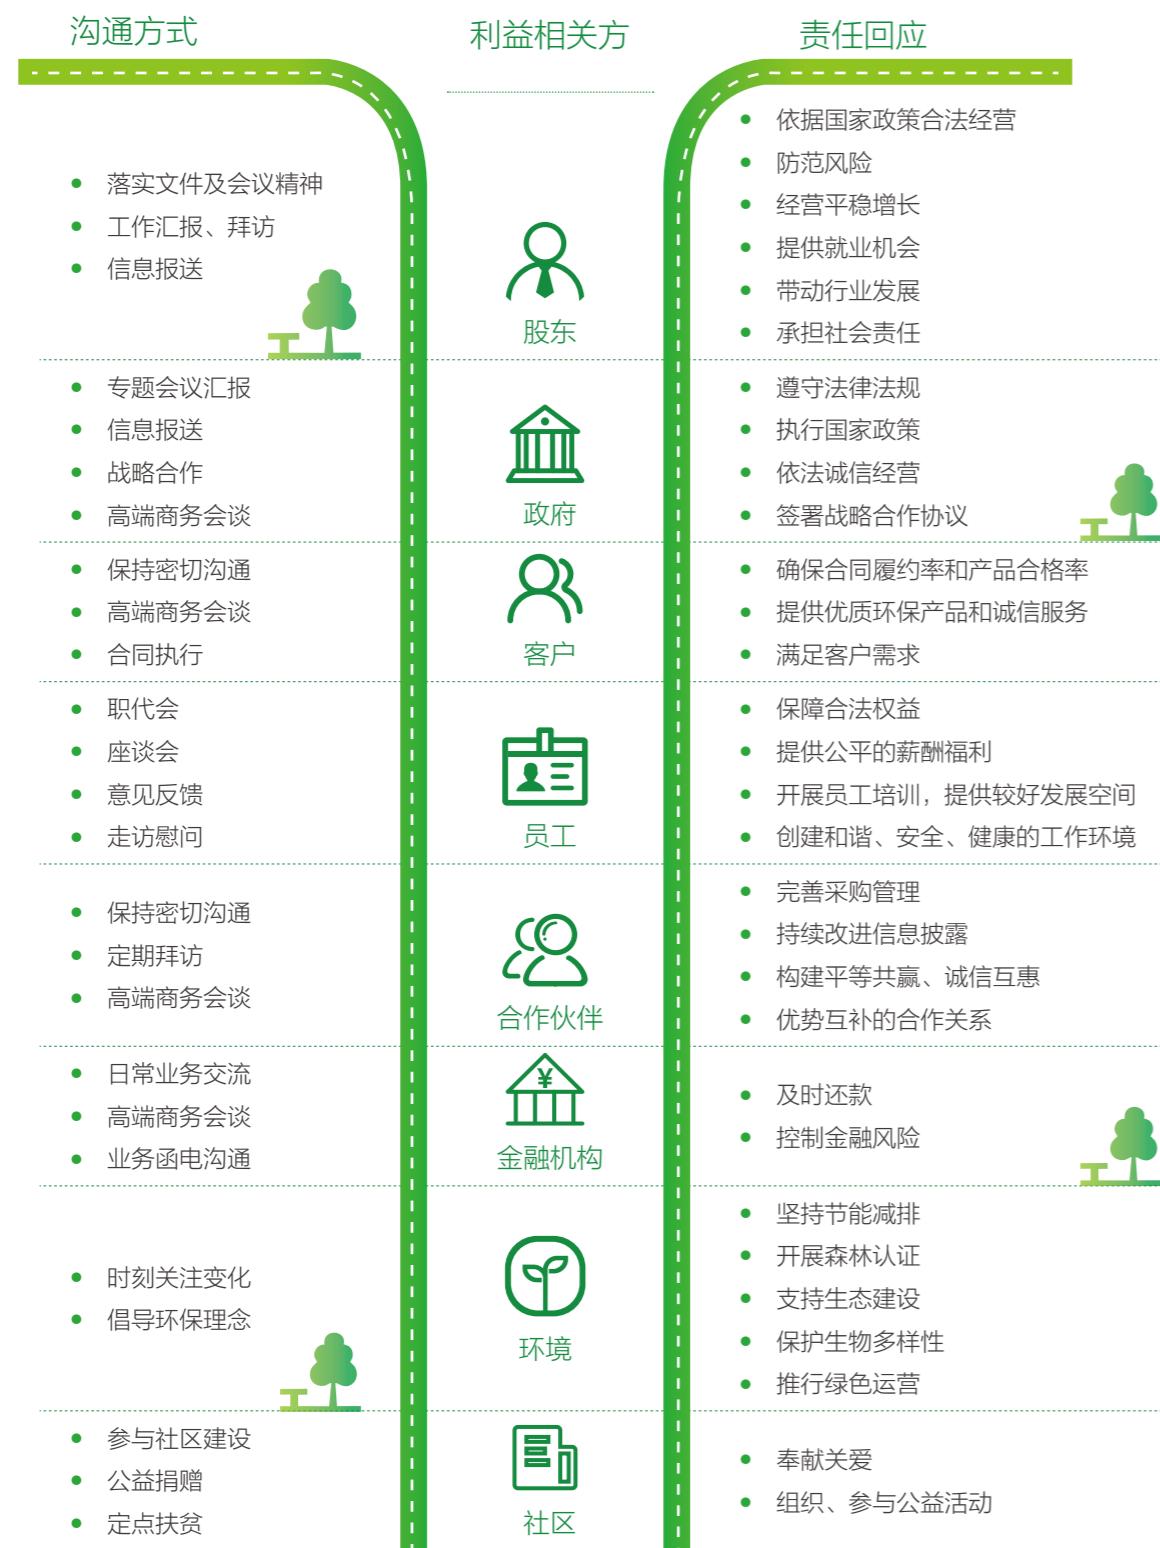 沟通方式
利益相关方
责任回应
落实文件及会议精神
工作汇报、拜访
信息报送
股东
依据国家政策合法经营
防范风险
经营平稳增长
提供就业机会
带动行业发展
承担社会责任
专题会议汇报
信息报送
战略合作
高端商务会谈
政府
遵守法律法规
执行国家政策
依法诚信经营
签署战略合作协议
保持密切沟通
高端商务会谈
合同执行
客户
确保合同履约率和产品合格率
提供优质环保产品和诚信服务
满足客户需求
职代会
座谈会
意见反馈
走访慰问
员工
保障合法权益
提供公平的薪酬福利
开展员工培训，提供较好发展空间
创建和谐、安全、健康的工作环境
保持密切沟通
定期拜访
高端商务会谈
合作伙伴
完善采购管理
持续改进信息披露
构建平等共赢、诚信互惠
优势互补的合作关系
日常业务交流
高端商务会谈
业务函电沟通
¥
金融机构
及时还款
控制金融风险
时刻关注变化
倡导环保理念
环境
坚持节能减排
开展森林认证
支持生态建设
保护生物多样性
推行绿色运营
参与社区建设
公益捐赠
定点扶贫
社区
奉献关爱
组织、参与公益活动